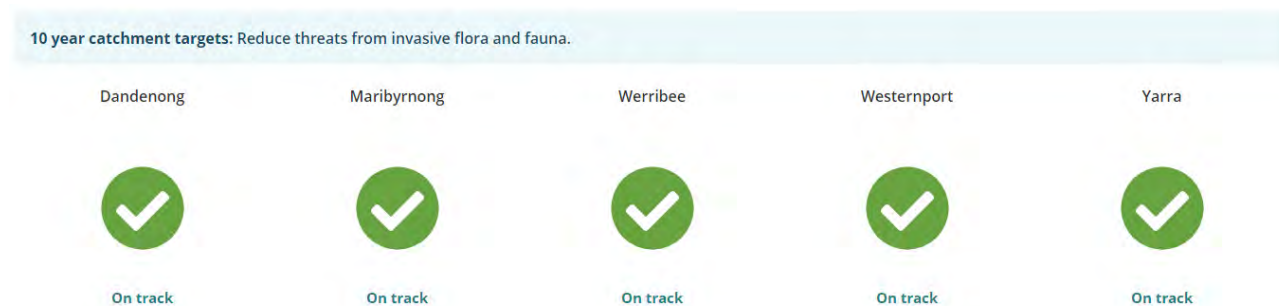 10 year catchment targets: Reduce threats from invasive flora and fauna.
Dandenong Maribyrnong Werribee Westernport Yarra
On track On track On track On track On track